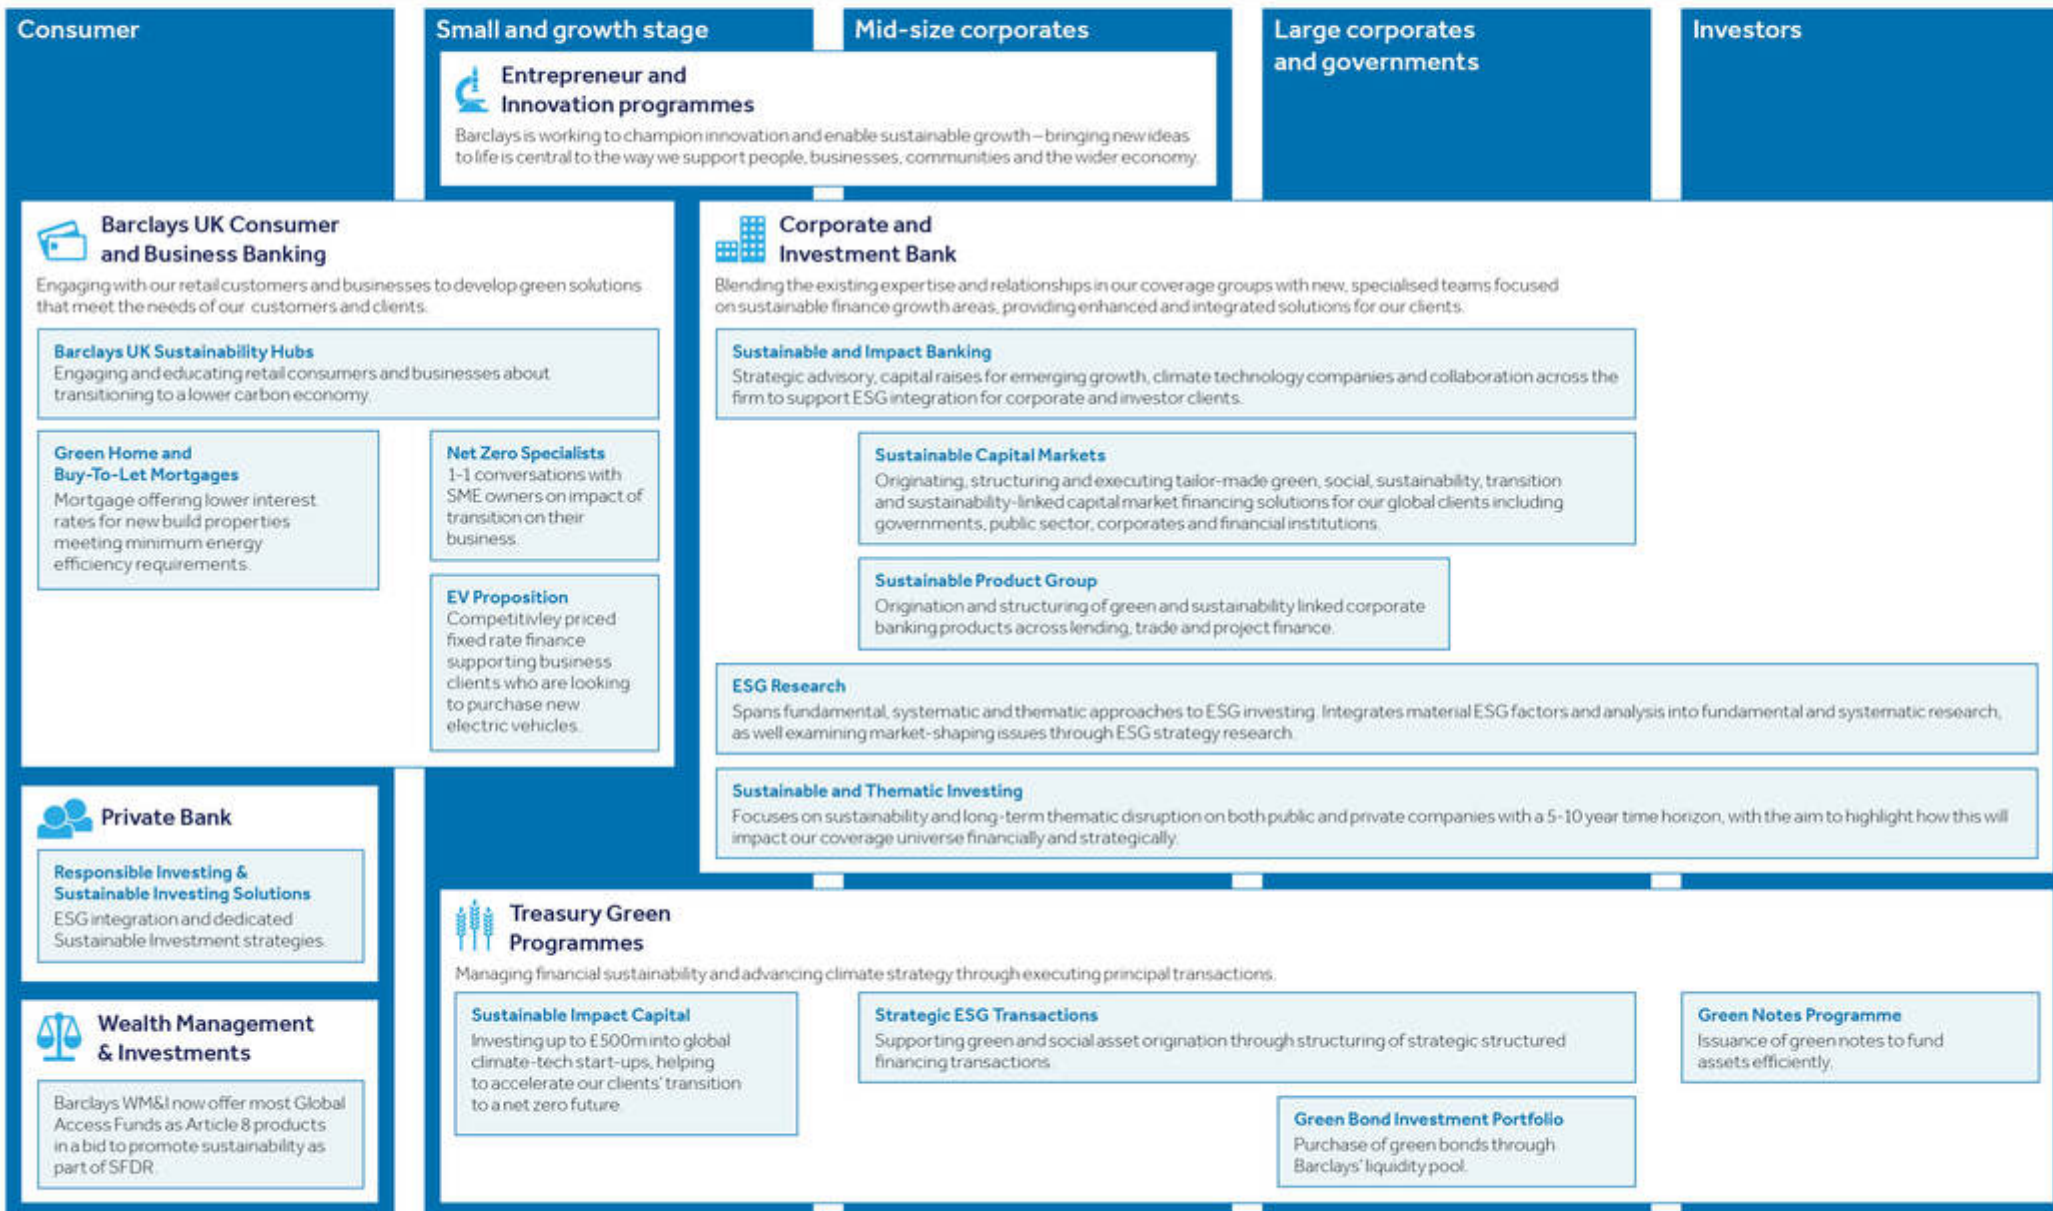 Consumer
Small and growth stage
Mid-size corporates
Large corporates
and governments
Investors
Entrepreneur and
Innovation programmes
Barclays is working to champion innovation and enable sustainable growth – bringing new ideas
to life is central to the way we support people, businesses, communities and the wider economy.
Barclays UK Consumer
and Business Banking
Engaging with our retail customers and businesses to develop green solutions
that meet the needs of our customers and clients.
Barclays UK Sustainability Hubs
Engaging and educating retail consumers and businesses about
transitioning to a lower carbon economy.
Green Home and
Buy-To-Let Mortgages
Mortgage offering lower interest
rates for new build properties
meeting minimum energy
efficiency requirements.
Net Zero Specialists
1-1 conversations with
SME owners on impact of
transition on their
business.
EV Proposition
Competitivley priced
fixed rate finance
supporting business
clients who are looking
to purchase new
electric vehicles.
Corporate and
Investment Bank
Blending the existing expertise and relationships in our coverage groups with new, specialised teams focused
on sustainable finance growth areas, providing enhanced and integrated solutions for our clients.
Sustainable and Impact Banking
Strategic advisory, capital raises for emerging growth, climate technology companies and collaboration across the
firm to support ESG integration for corporate and investor clients.
Sustainable Capital Markets
Originating, structuring and executing tailor-made green, social, sustainability, transition
and sustainability-linked capital market financing solutions for our global clients including
governments, public sector, corporates and financial institutions.
Sustainable Product Group
Origination and structuring of green and sustainability linked corporate
banking products across lending, trade and project finance.
ESG Research
Spans fundamental, systematic and thematic approaches to ESG investing. Integrates material ESG factors and analysis into fundamental and systematic research,
as well examining market-shaping issues through ESG strategy research.
Sustainable and Thematic Investing
Focuses on sustainability and long-term thematic disruption on both public and private companies with a 5-10 year time horizon, with the aim to highlight how this will
impact our coverage universe financially and strategically.
Private Bank
Responsible Investing &
Sustainable Investing Solutions
ESG integration and dedicated
Sustainable Investment strategies.
Wealth Management
& Investments
Barclays WM&I now offer most Global
Access Funds as Article 8 products
in a bid to promote sustainability as
part of SFDR.
Treasury Green
Programmes
Managing financial sustainability and advancing climate strategy through executing principal transactions.
Sustainable Impact Capital
Investing up to £500m into global
climate-tech start-ups, helping
to accelerate our clients' transition
to a net zero future.
Strategic ESG Transactions
Supporting green and social asset origination through structuring of strategic structured
financing transactions.
Green Bond Investment Portfolio
Purchase of green bonds through
Barclays' liquidity pool.
Green Notes Programme
Issuance of green notes to fund
assets efficiently.